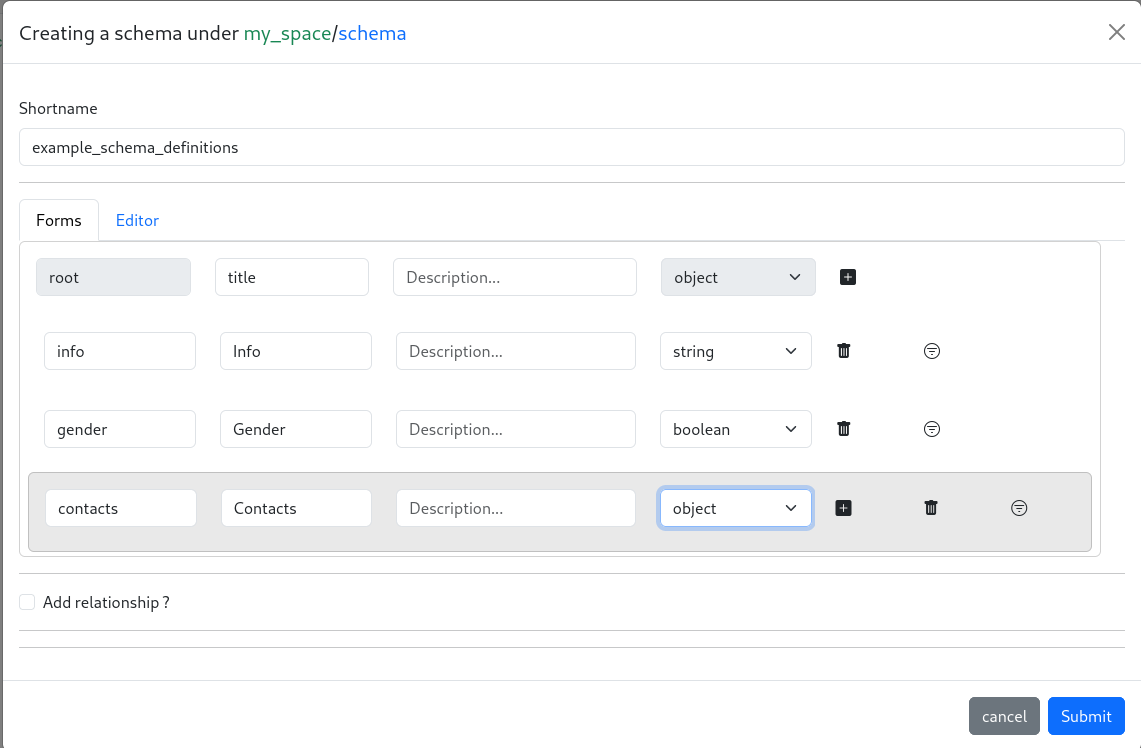 Creating a schema under my_space/schema
Shortname
example_schema_definitions
Forms Editor
root title Description... object
info Info Description... string
gender Gender Description... boolean
contacts Contacts Description... object
Add relationship ?
cancel Submit